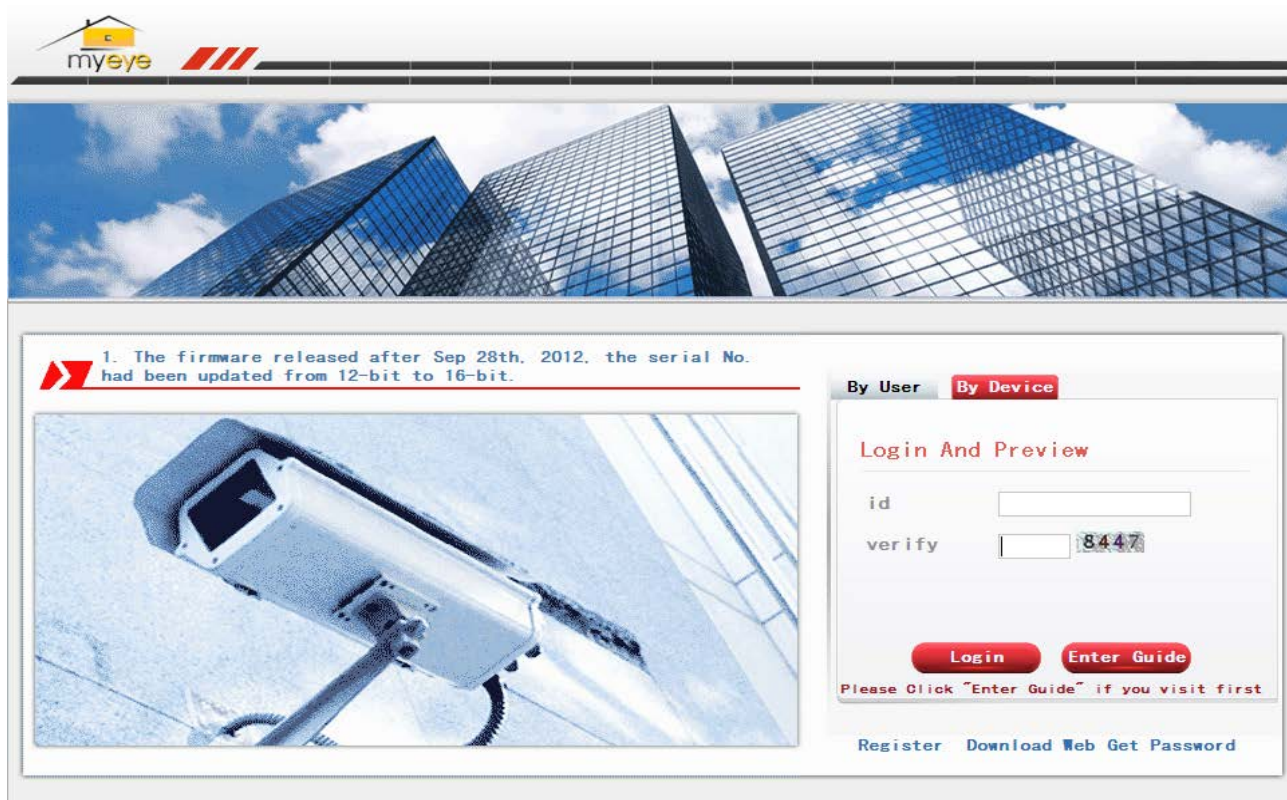 myeye
1. The firmware released after Sep 28th, 2012, the serial No.
had been updated from 12-bit to 16-bit.
By User By Device
Login And Preview
id
verify 8447
Login Enter Guide
Please Click "Enter Guide" if you visit first
Register Download Web Get Password